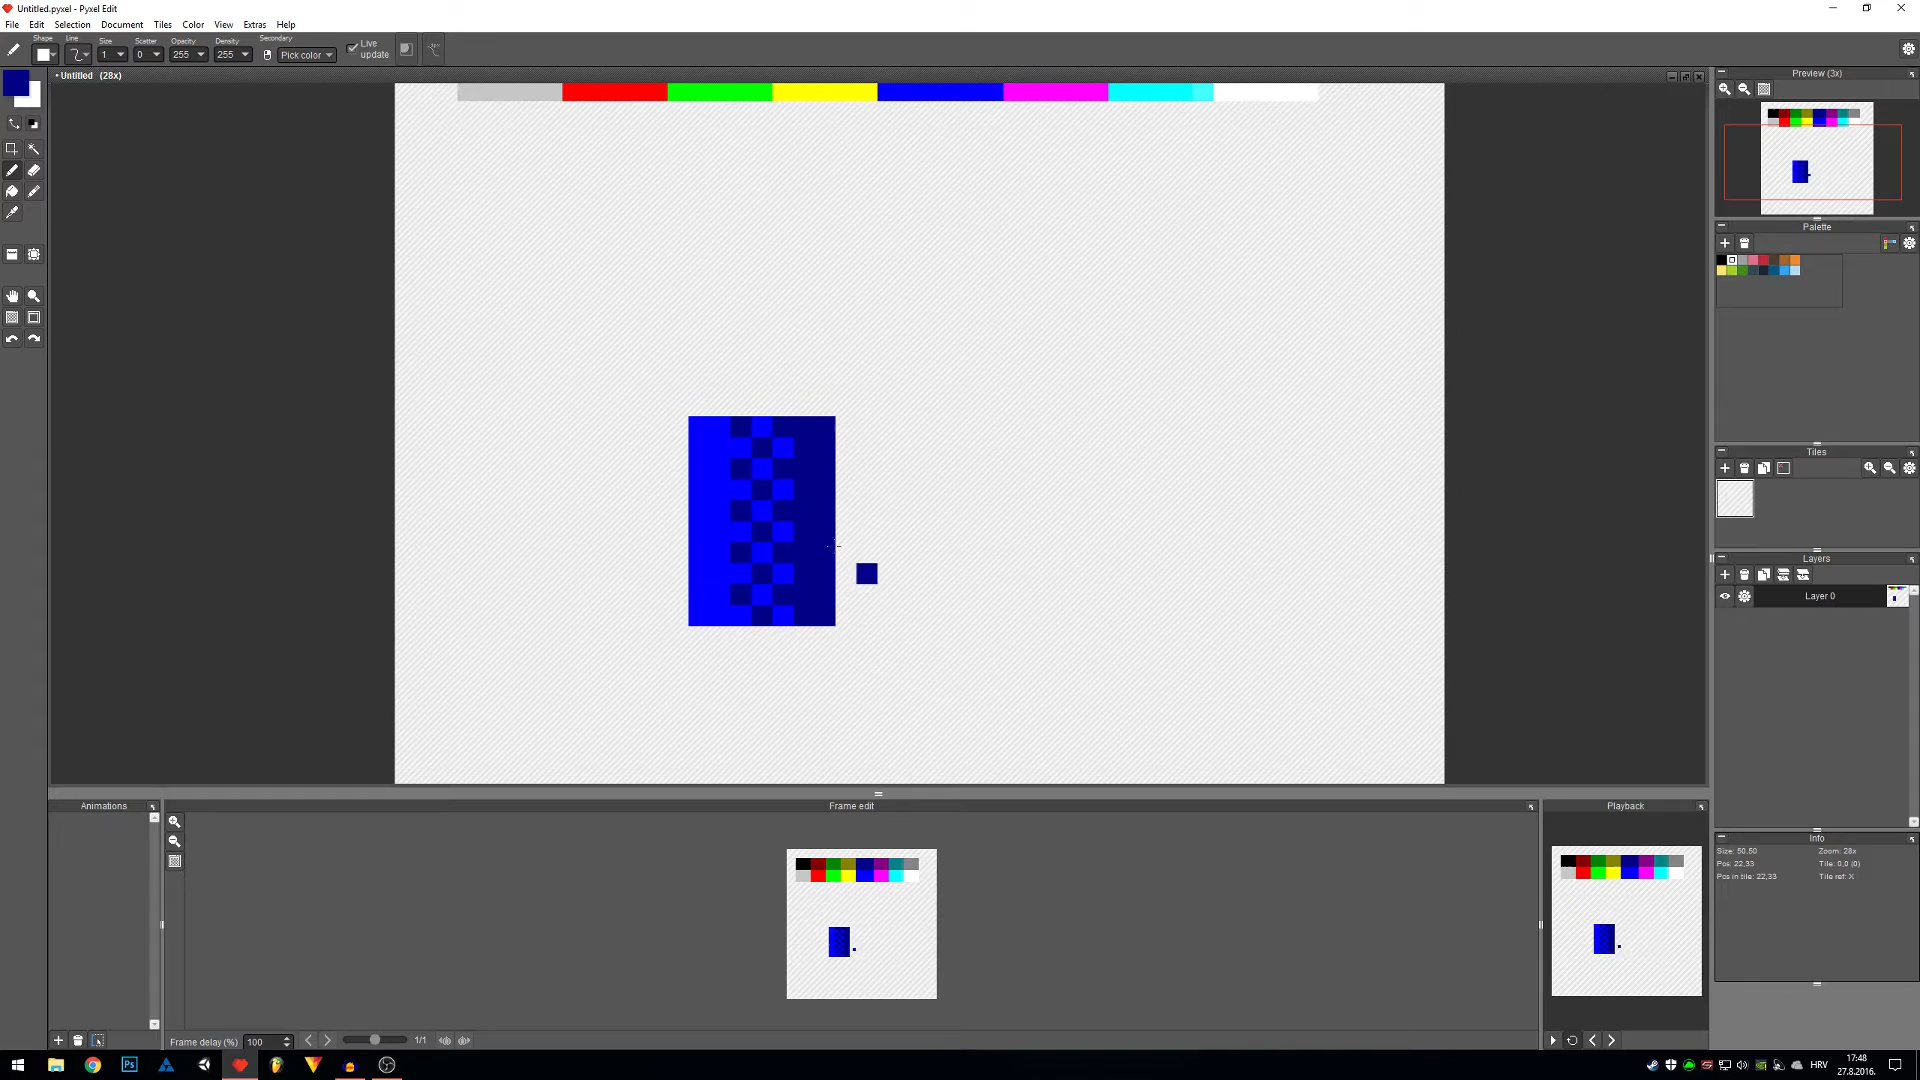 Untitled.pyxel - Pyxel Edit
File Edit Selection Document Tiles Color View Extras Help
Shape Line Size Scatter Opacity Density Secondary
1 0 255 255 Pick color Live update
• Untitled (28x)
Preview (3x)
Palette
Tiles
Layers
Layer 0
Animations
Frame edit
Playback
Info
Size: 50,50 Zoom: 28x
Pos: 22,33 Tile: 0,0 (0)
Pos in tile: 22,33 Tile ref: X
Frame delay (%) 100 1/1
Ps
HRV
17:48
27.8.2016.